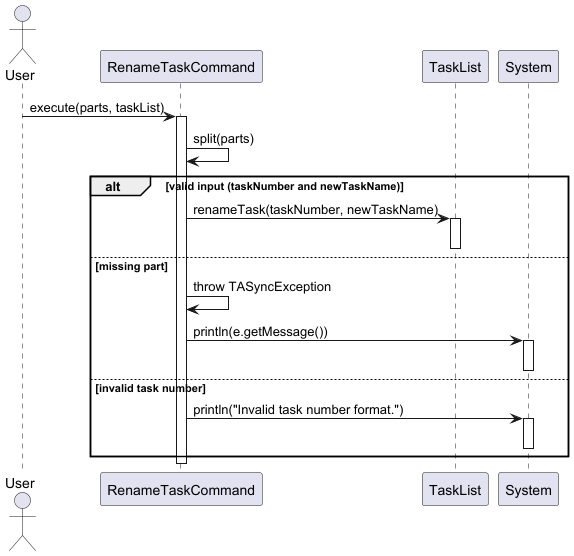 User
RenameTaskCommand
TaskList
System
execute(parts, taskList)
split(parts)
alt
[valid input (taskNumber and newTaskName)]
renameTask(taskNumber, newTaskName)
[missing part]
throw TASyncException
println(e.getMessage())
[invalid task number]
println("Invalid task number format.")
User
RenameTaskCommand
TaskList
System